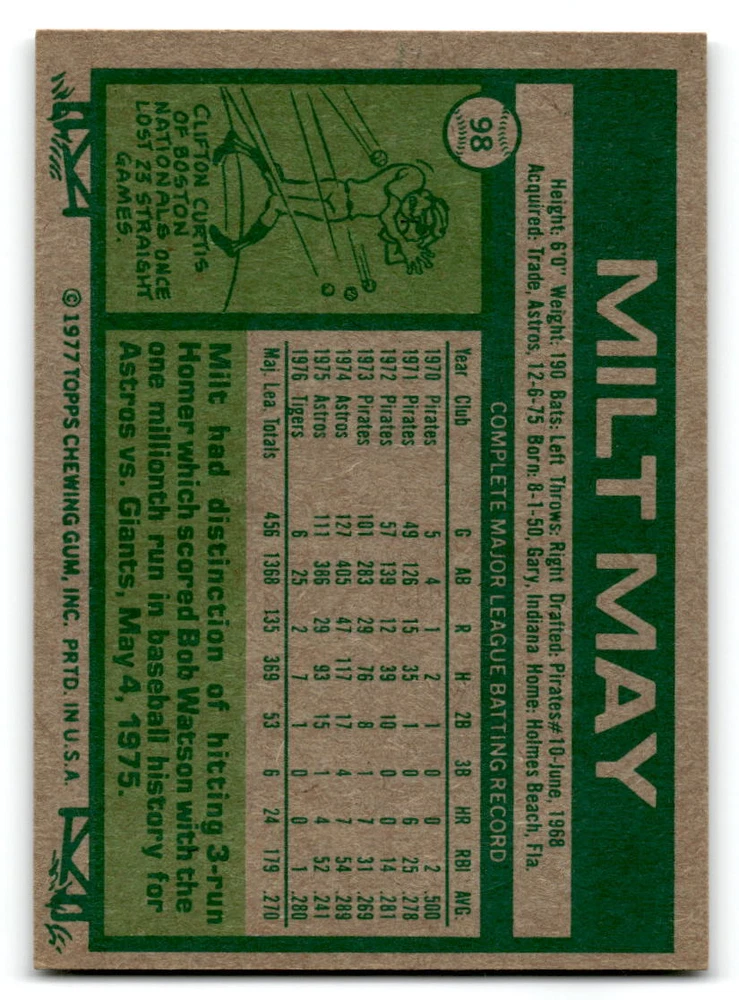 98
MILT MAY
Height: 6'0" Weight: 190 Bats: Left Throws: Right Drafted: Pirates #10-June, 1968
Acquired: Trade, Astros, 12-6-75 Born: 8-1-50, Gary, Indiana Home: Holmes Beach, Fla.
COMPLETE MAJOR LEAGUE BATTING RECORD
Year Club G AB R H 2B 3B HR RBI AVG.
1970 Pirates 5 4 1 2 1 0 0 2 .500
1971 Pirates 49 126 15 35 1 0 6 25 .278
1972 Pirates 57 139 12 39 10 0 0 14 .281
1973 Pirates 101 283 29 76 8 1 7 31 .269
1974 Astros 127 405 47 117 17 4 7 54 .289
1975 Astros 111 386 29 93 15 1 4 52 .241
1976 Tigers 6 25 2 7 1 0 0 1 .280
Maj. Lea. Totals 456 1368 135 369 53 6 24 179 .270
CLIFTON CURTIS
OF BOSTON
NATIONALS ONCE
LOST 23 STRAIGHT
GAMES.
Milt had distinction of hitting 3-run
Homer which scored Bob Watson with the
one millionth run in baseball history for
Astros vs. Giants, May 4, 1975.
© 1977 TOPPS CHEWING GUM, INC. PRTD. IN U.S.A.